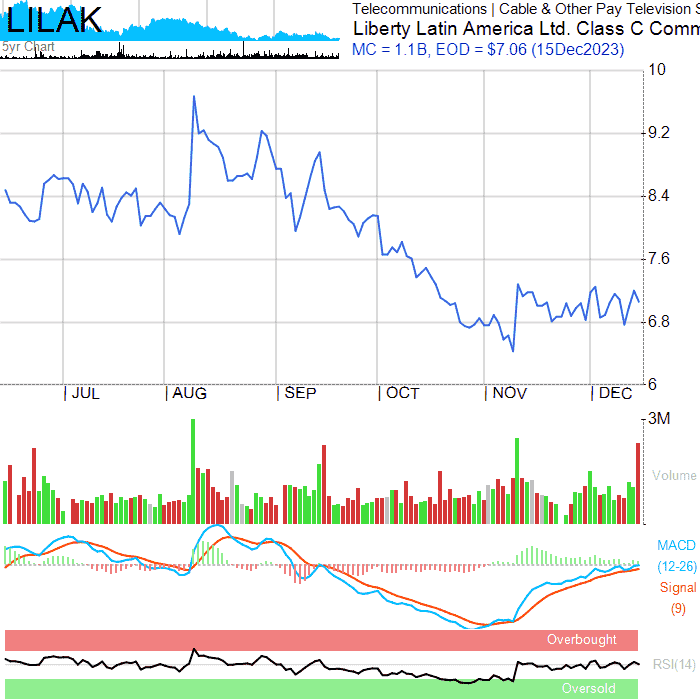 LILAK
5yr Chart
Telecommunications | Cable & Other Pay Television S
Liberty Latin America Ltd. Class C Comm
MC = 1.1B, EOD = $7.06 (15Dec2023)
10
9.2
8.4
7.6
6.8
6
| JUL | AUG | SEP | OCT | NOV | DEC
3M
Volume
MACD
(12-26)
Signal
(9)
Overbought
RSI(14)
Oversold